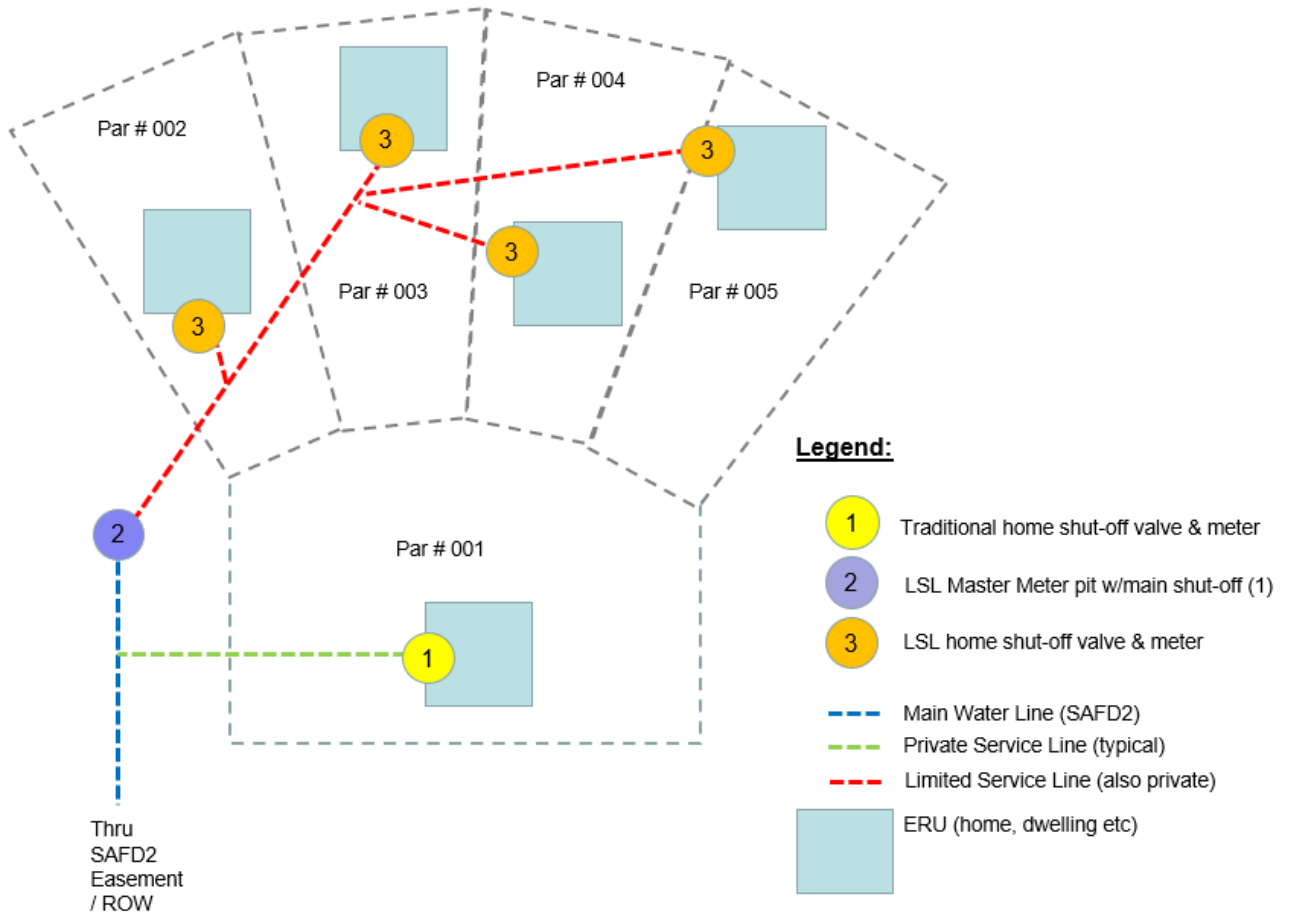 Par # 004
Par # 002
3
3
3
Par # 003
Par # 005
3
Legend:
1 Traditional home shut-off valve & meter
2
Par # 001
2 LSL Master Meter pit w/main shut-off (1)
3 LSL home shut-off valve & meter
1
Main Water Line (SAFD2)
Private Service Line (typical)
Limited Service Line (also private)
ERU (home, dwelling etc)
Thru
SAFD2
Easement
/ ROW